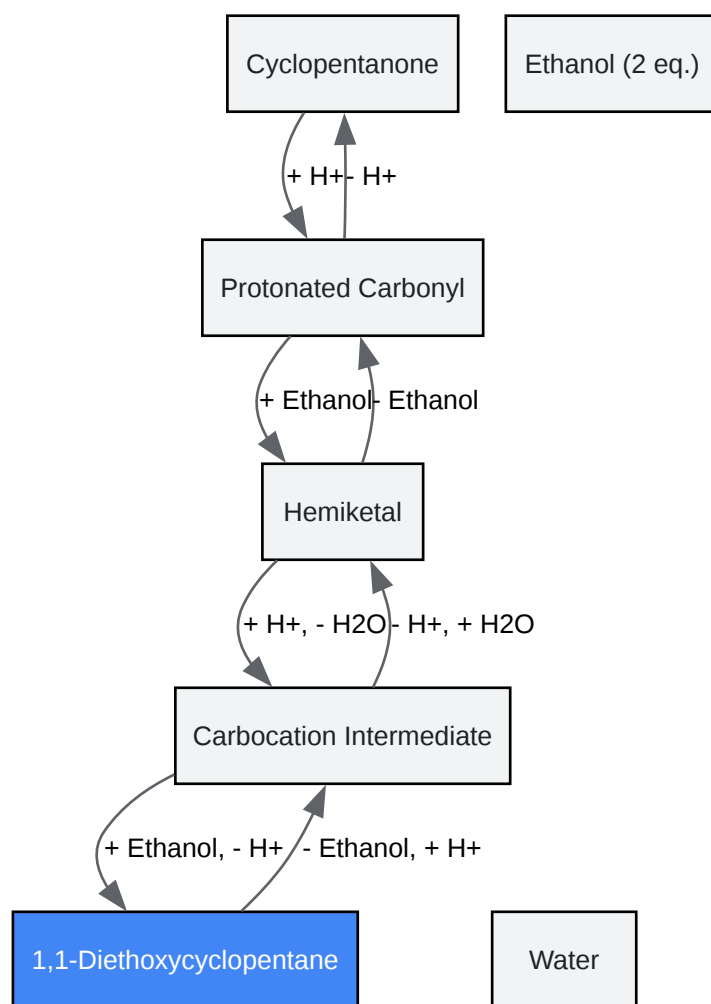 Cyclopentanone
Ethanol (2 eq.)
+ H+
- H+
Protonated Carbonyl
+ Ethanol
- Ethanol
Hemiketal
+ H+, - H2O
- H+, + H2O
Carbocation Intermediate
+ Ethanol, - H+
- Ethanol, + H+
1,1-Diethoxycyclopentane
Water